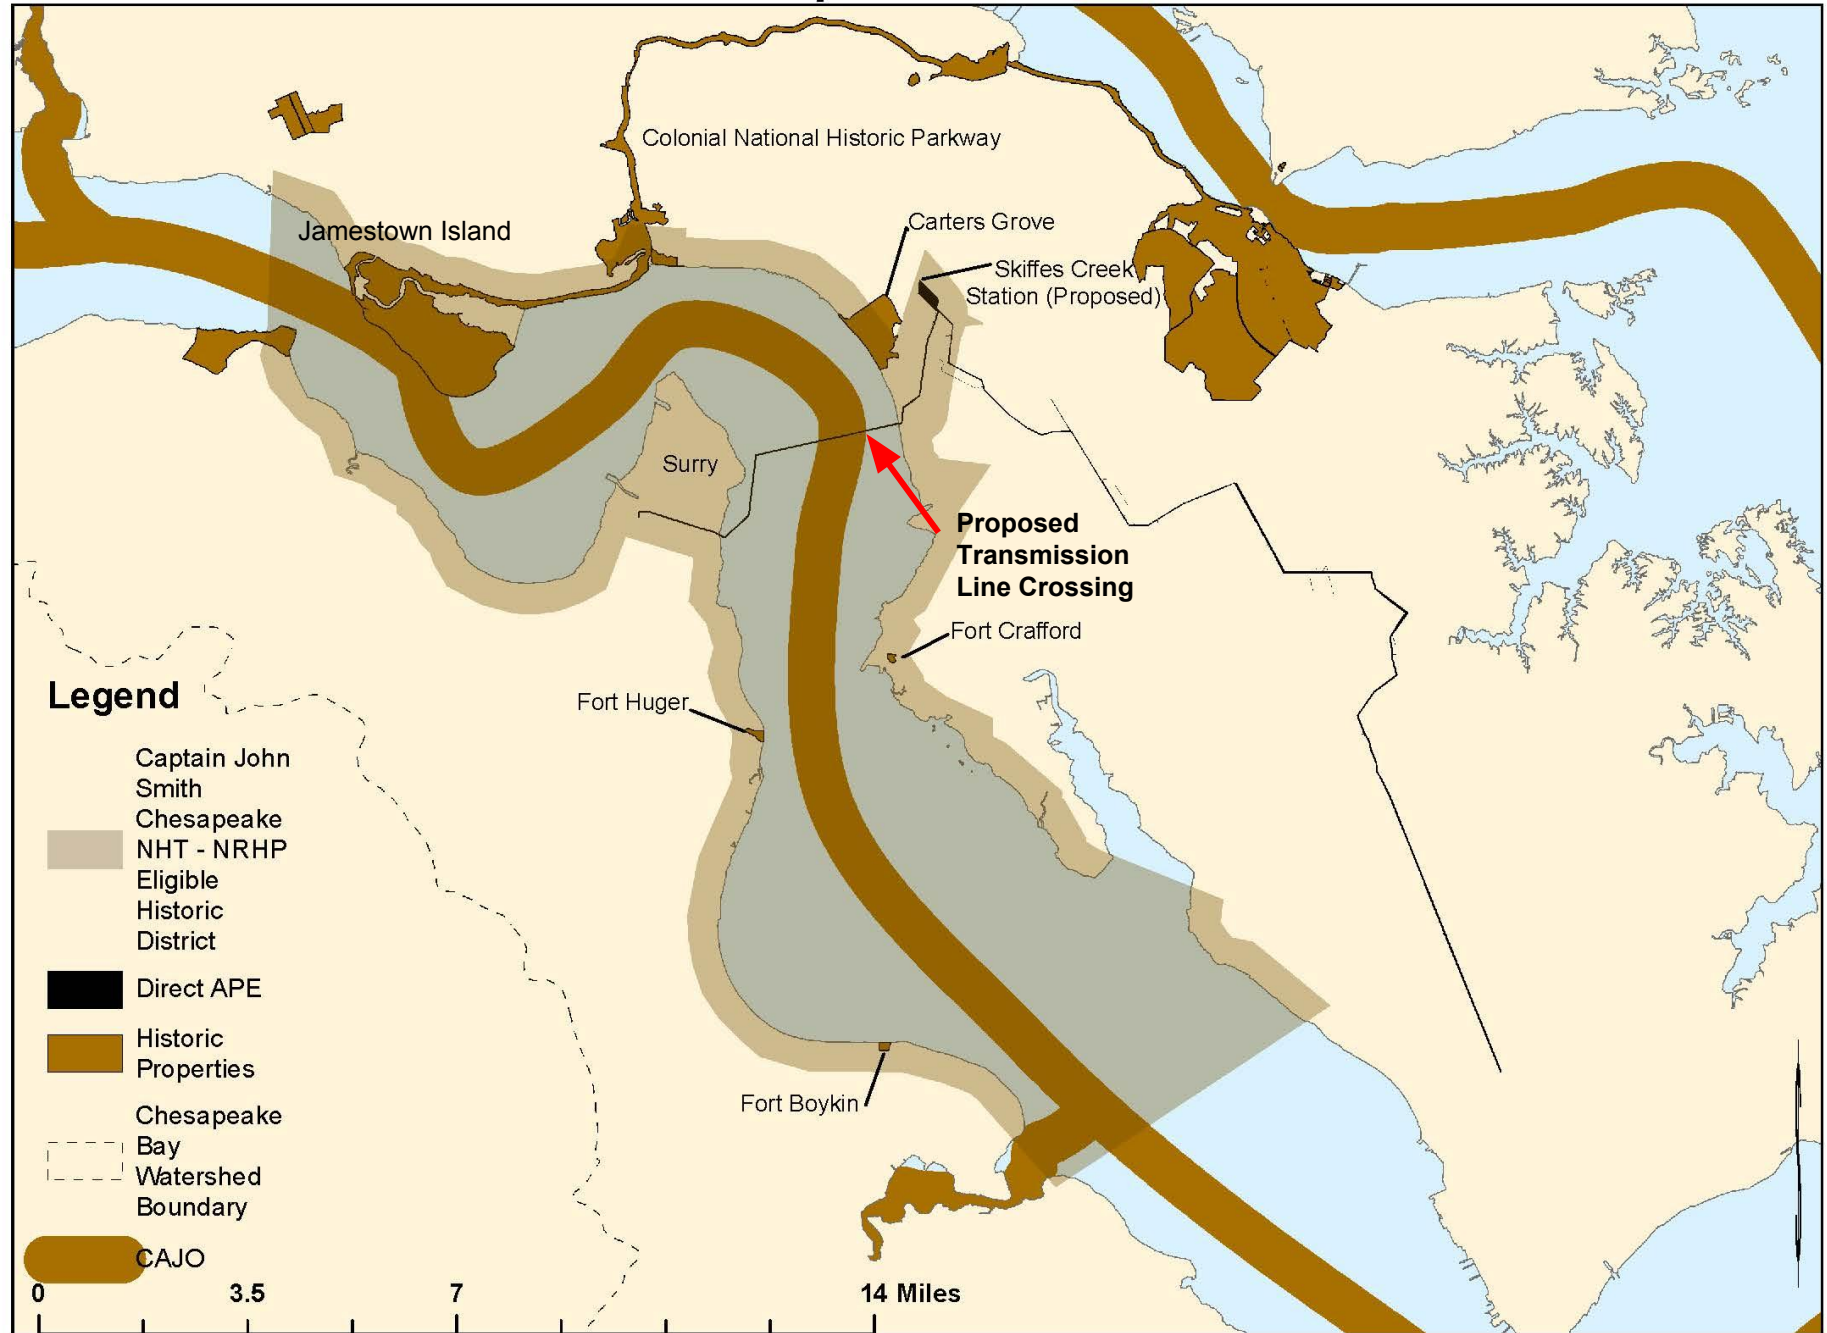 Colonial National Historic Parkway
Jamestown Island
Carters Grove
Skiffes Creek
Station (Proposed)
Surry
Proposed
Transmission
Line Crossing
Fort Crafford
Fort Huger
Fort Boykin
Legend
Captain John
Smith
Chesapeake
NHT - NRHP
Eligible
Historic
District
Direct APE
Historic
Properties
Chesapeake
Bay
Watershed
Boundary
CAJO
0 3.5 7 14 Miles